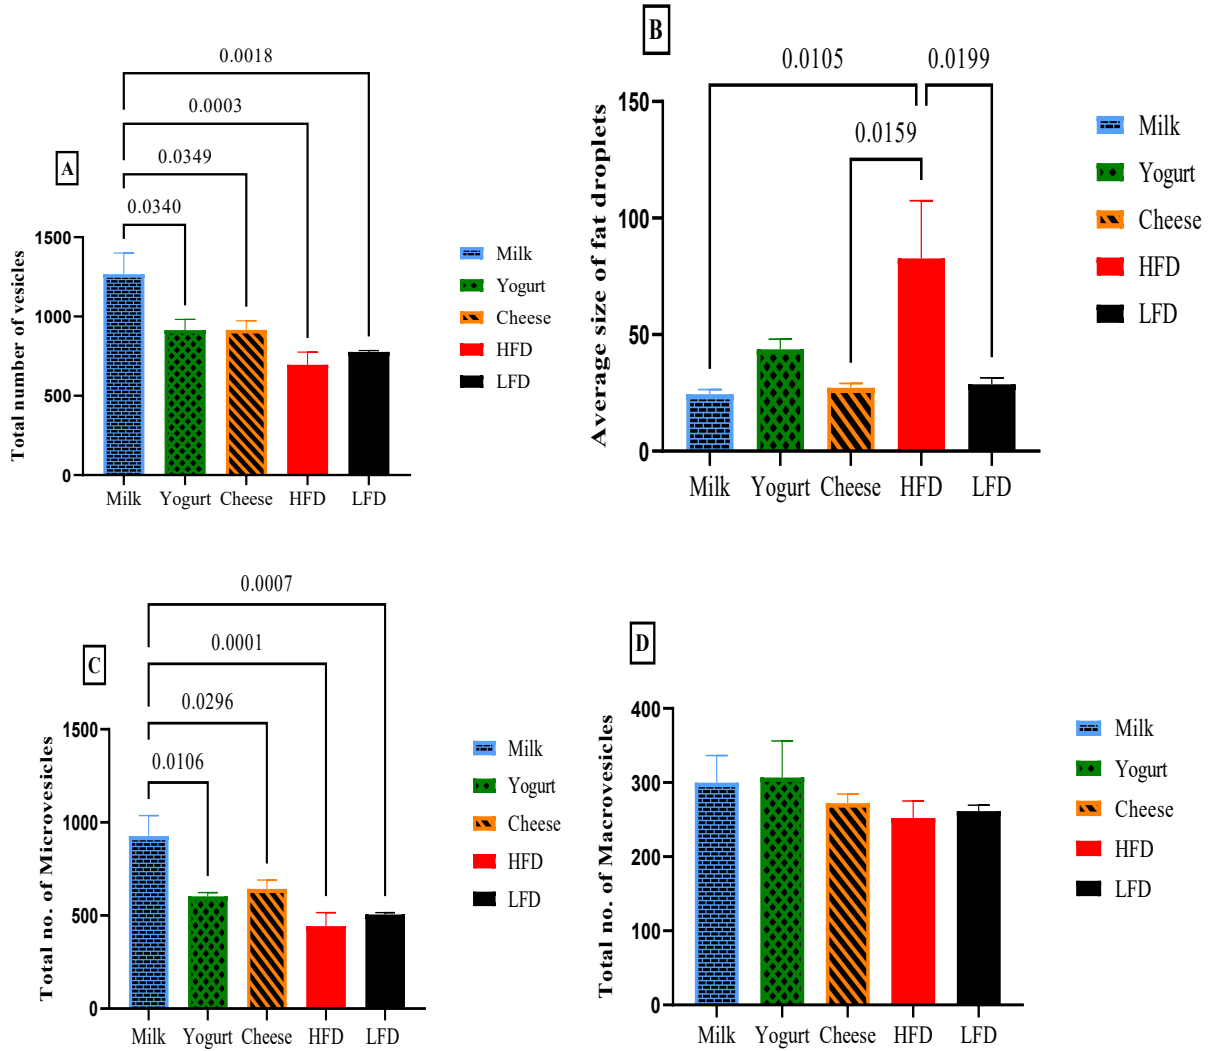 A
0.0018
0.0003
0.0349
0.0340
Total number of vesicles
1500
1000
500
0
Milk Yogurt Cheese HFD LFD
Milk
Yogurt
Cheese
HFD
LFD
B
0.0105 0.0199
0.0159
Average size of fat droplets
150
100
50
0
Milk Yogurt Cheese HFD LFD
Milk
Yogurt
Cheese
HFD
LFD
C
0.0007
0.0001
0.0296
0.0106
Total no. of Microvesicles
1500
1000
500
0
Milk Yogurt Cheese HFD LFD
Milk
Yogurt
Cheese
HFD
LFD
D
Total no. of Macrovesicles
400
300
200
100
0
Milk Yogurt Cheese HFD LFD
Milk
Yogurt
Cheese
HFD
LFD